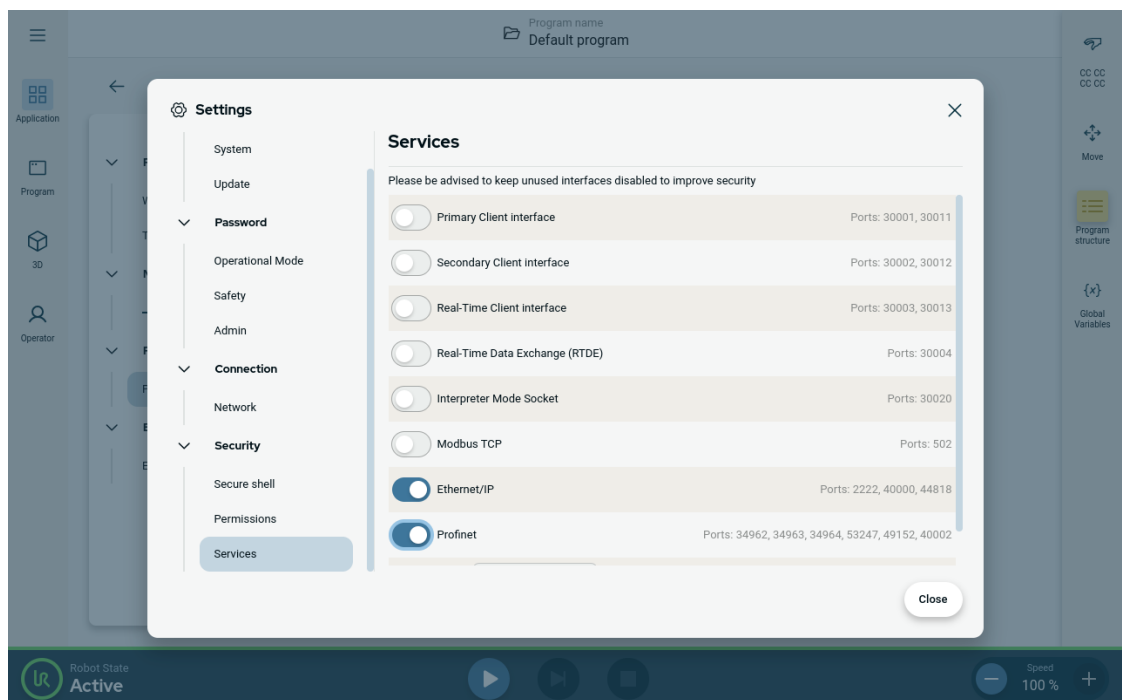 Program name
Default program
Application
Program
3D
Operator
Settings
System
Update
Password
Operational Mode
Safety
Admin
Connection
Network
Security
Secure shell
Permissions
Services
Services
Please be advised to keep unused interfaces disabled to improve security
Primary Client interface Ports: 30001, 30011
Secondary Client interface Ports: 30002, 30012
Real-Time Client interface Ports: 30003, 30013
Real-Time Data Exchange (RTDE) Ports: 30004
Interpreter Mode Socket Ports: 30020
Modbus TCP Ports: 502
Ethernet/IP Ports: 2222, 40000, 44818
Profinet Ports: 34962, 34963, 34964, 53247, 49152, 40002
Close
CC CC
CC CC
Move
Program
structure
{x}
Global
Variables
UR
Robot State
Active
Speed
100 %